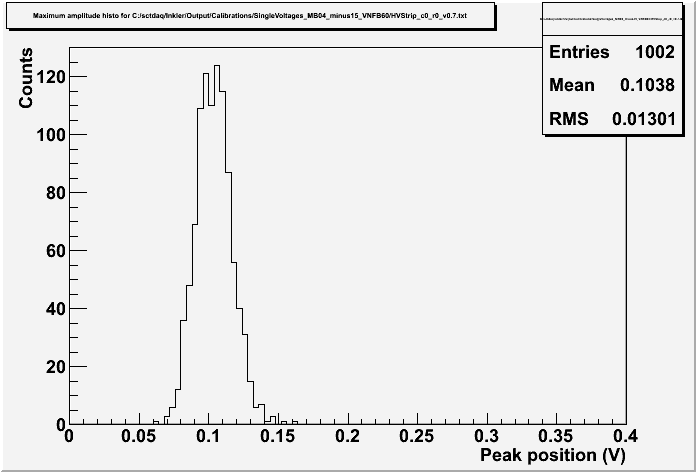 Maximum amplitude histo for C:/sctdaq/Inkler/Output/Calibrations/SingleVoltages_MB04_minus15_VNFB60/HVStrip_c0_r0_v0.7.txt
Entries 1002
Mean 0.1038
RMS 0.01301
Counts
120
100
80
60
40
20
0
0 0.05 0.1 0.15 0.2 0.25 0.3 0.35 0.4
Peak position (V)